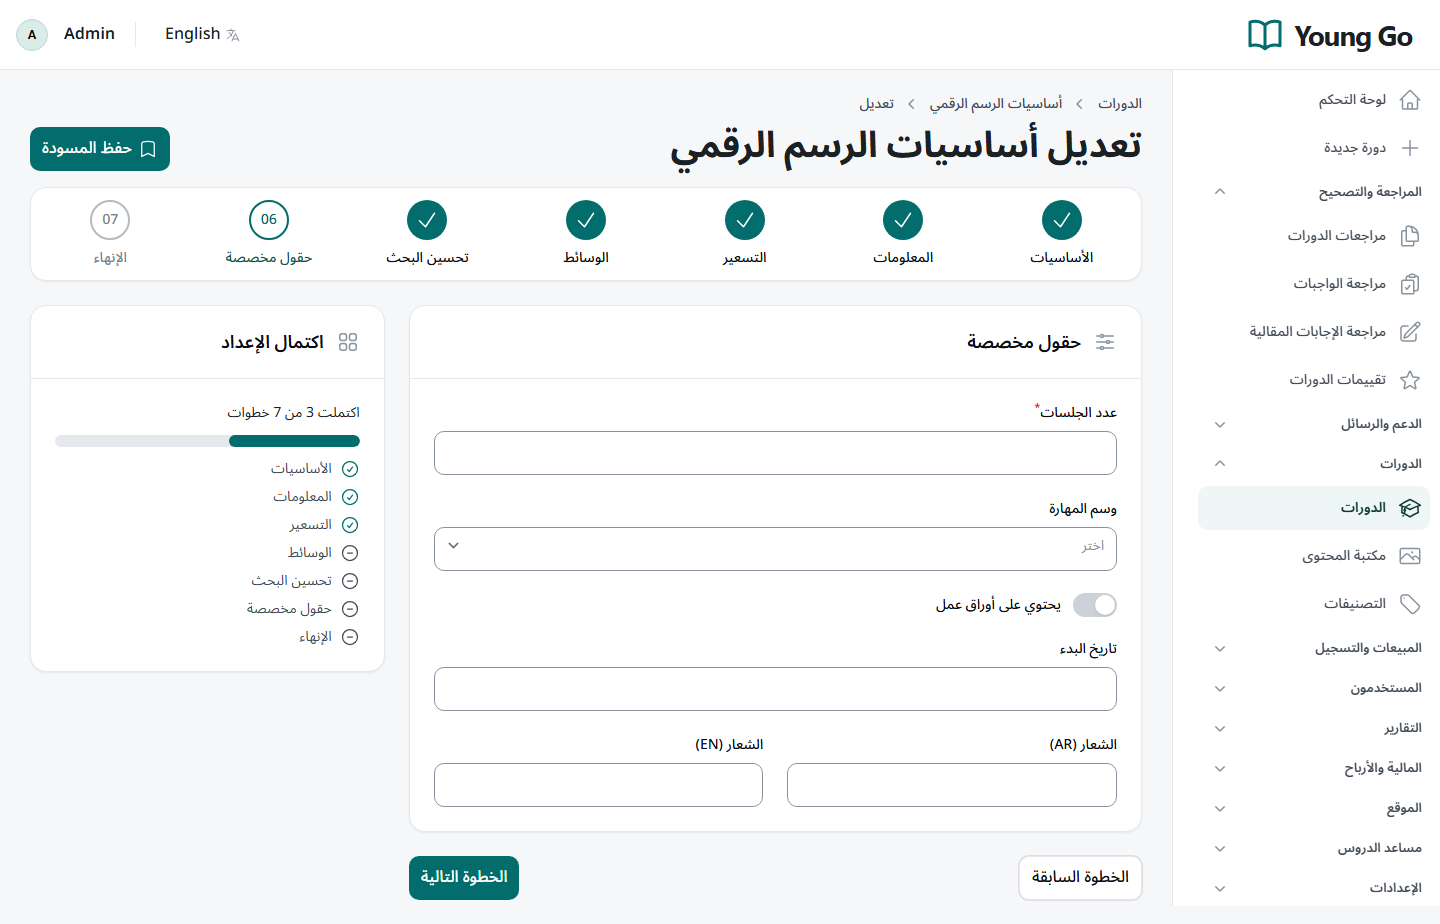 Young Go
English
Admin
A
لوحة التحكم
دورة جديدة
المراجعة والتصحيح
مراجعات الدورات
مراجعة الواجبات
مراجعة الإجابات المقالية
تقييمات الدورات
الدعم والرسائل
الدورات
الدورات
مكتبة المحتوى
التصنيفات
المبيعات والتسجيل
المستخدمون
التقارير
المالية والأرباح
الموقع
مساعد الدروس
الإعدادات
الدورات
أساسيات الرسم الرقمي
تعديل
تعديل أساسيات الرسم الرقمي
حفظ المسودة
الأساسيات
المعلومات
التسعير
الوسائط
تحسين البحث
06
حقول مخصصة
07
الإنهاء
حقول مخصصة
عدد الجلسات*
وسم المهارة
اختر
يحتوي على أوراق عمل
تاريخ البدء
الشعار (AR)
الشعار (EN)
الخطوة السابقة
الخطوة التالية
اكتمال الإعداد
اكتملت 3 من 7 خطوات
الأساسيات
المعلومات
التسعير
الوسائط
تحسين البحث
حقول مخصصة
الإنهاء